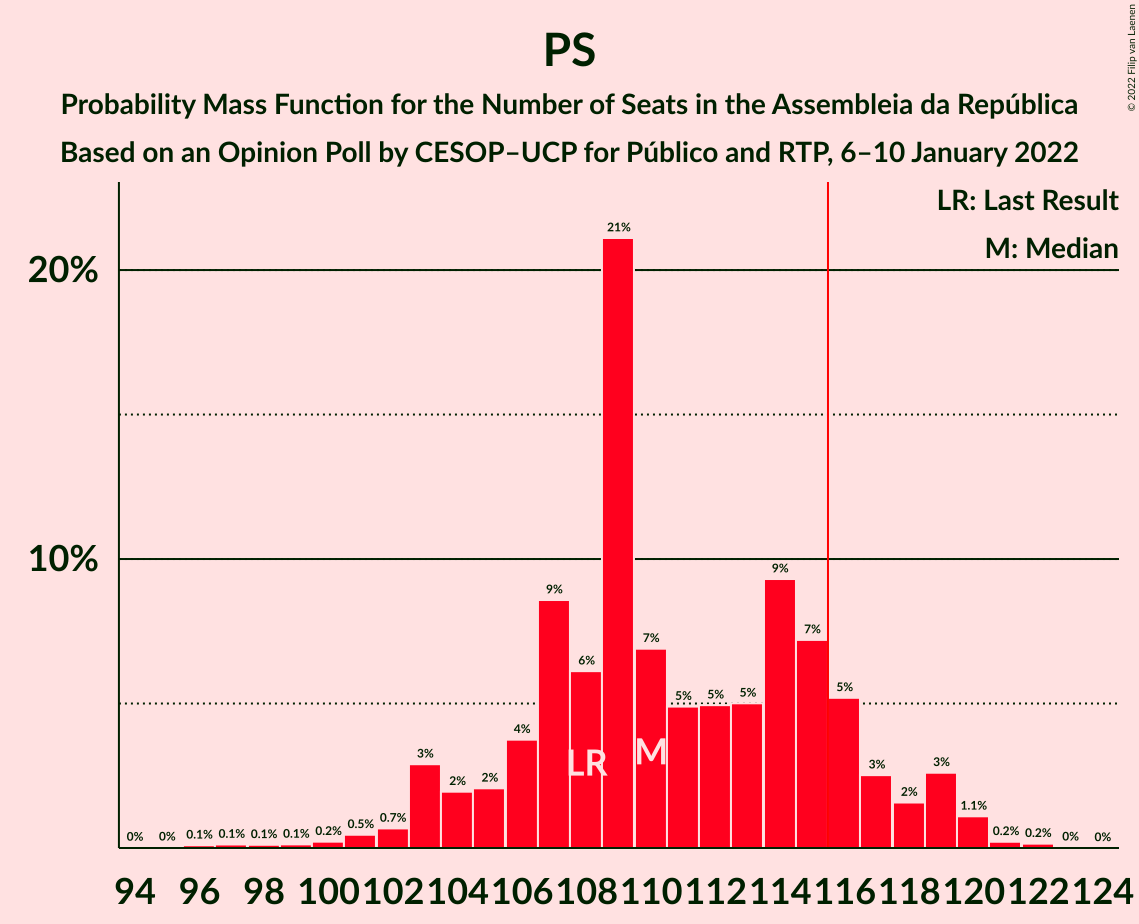 PS
Probability Mass Function for the Number of Seats in the Assembleia da República
Based on an Opinion Poll by CESOP–UCP for Público and RTP, 6–10 January 2022
© 2022 Filip van Laenen
LR: Last Result
M: Median
20%
10%
0% 0% 0.1% 0.1% 0.1% 0.1% 0.2% 0.5% 0.7% 3% 2% 2% 4% 9% 6% 21% 7% 5% 5% 5% 9% 7% 5% 3% 2% 3% 1.1% 0.2% 0.2% 0% 0%
LR M
94 96 98 100 102 104 106 108 110 112 114 116 118 120 122 124